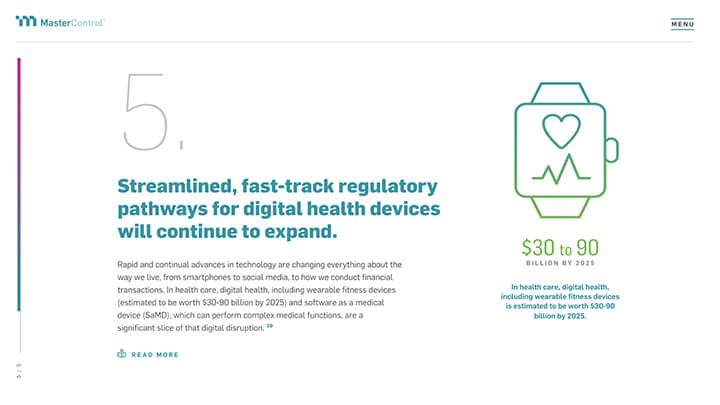 MasterControl™
MENU
5.
Streamlined, fast-track regulatory
pathways for digital health devices
will continue to expand.
Rapid and continual advances in technology are changing everything about the
way we live, from smartphones to social media, to how we conduct financial
transactions. In health care, digital health, including wearable fitness devices
(estimated to be worth $30-90 billion by 2025) and software as a medical
device (SaMD), which can perform complex medical functions, are a
significant slice of that digital disruption. 10
READ MORE
$30 to 90
BILLION BY 2025
In health care, digital health,
including wearable fitness devices
is estimated to be worth $30-90
billion by 2025.
5 / 5